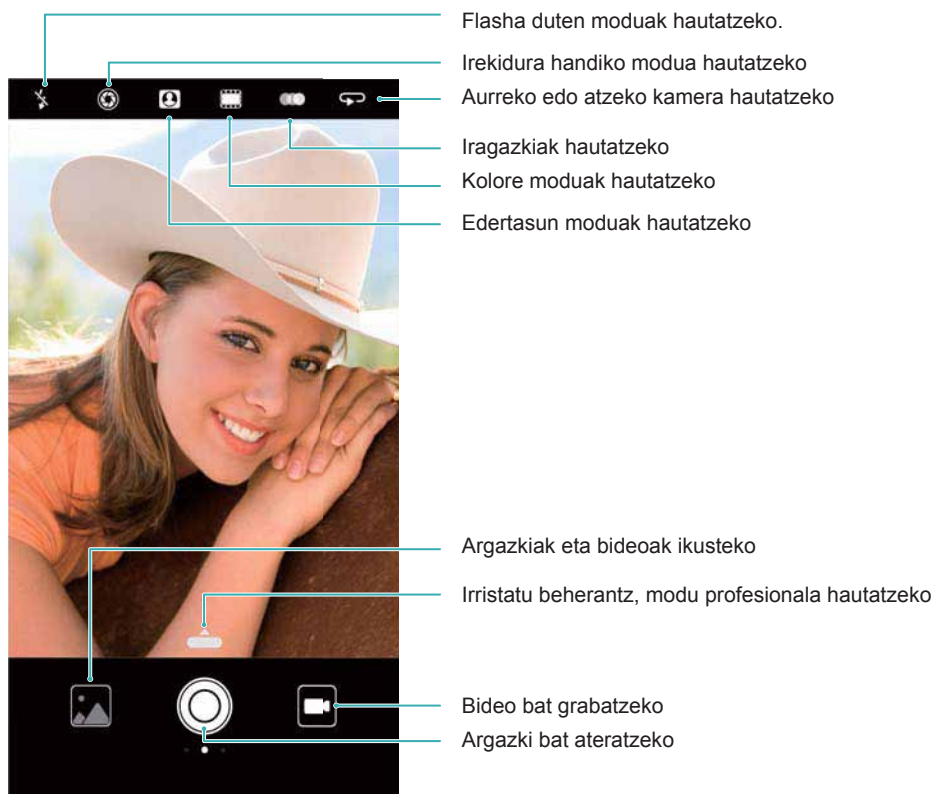 Flasha duten moduak hautatzeko.
Irekidura handiko modua hautatzeko
Aurreko edo atzeko kamera hautatzeko
Iragazkiak hautatzeko
Kolore moduak hautatzeko
Edertasun moduak hautatzeko
Argazkiak eta bideoak ikusteko
Irristatu beherantz, modu profesionala hautatzeko
Bideo bat grabatzeko
Argazki bat ateratzeko